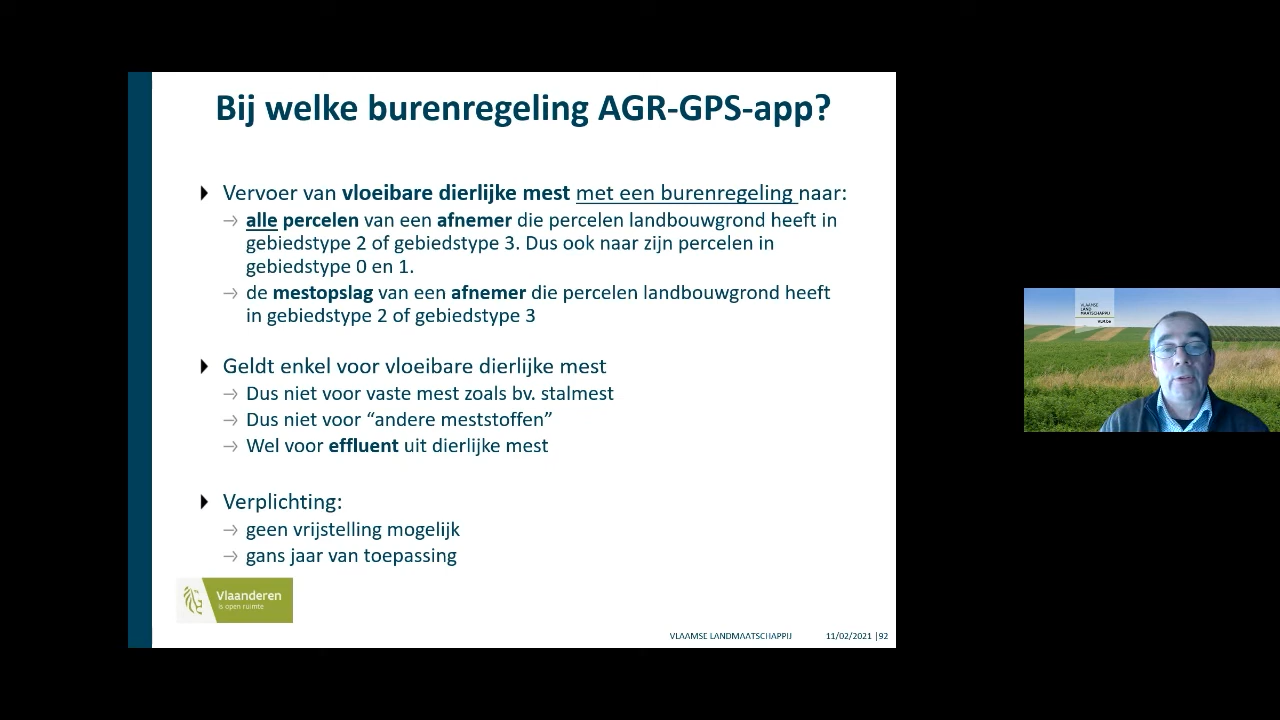 Bij welke burenregeling AGR-GPS-app?
Vervoer van vloeibare dierlijke mest met een burenregeling naar:
alle percelen van een afnemer die percelen landbouwgrond heeft in
gebiedstype 2 of gebiedstype 3. Dus ook naar zijn percelen in
gebiedstype 0 en 1.
de mestopslag van een afnemer die percelen landbouwgrond heeft
in gebiedstype 2 of gebiedstype 3
Geldt enkel voor vloeibare dierlijke mest
Dus niet voor vaste mest zoals bv. stalmest
Dus niet voor “andere meststoffen”
Wel voor effluent uit dierlijke mest
Verplichting:
geen vrijstelling mogelijk
gans jaar van toepassing
Vlaanderen
is open ruimte
VLAAMSE LANDMAATSCHAPPIJ 11/02/2021 |92
VLAAMSE
LAND
MAATSCHAPPIJ
VLM.be